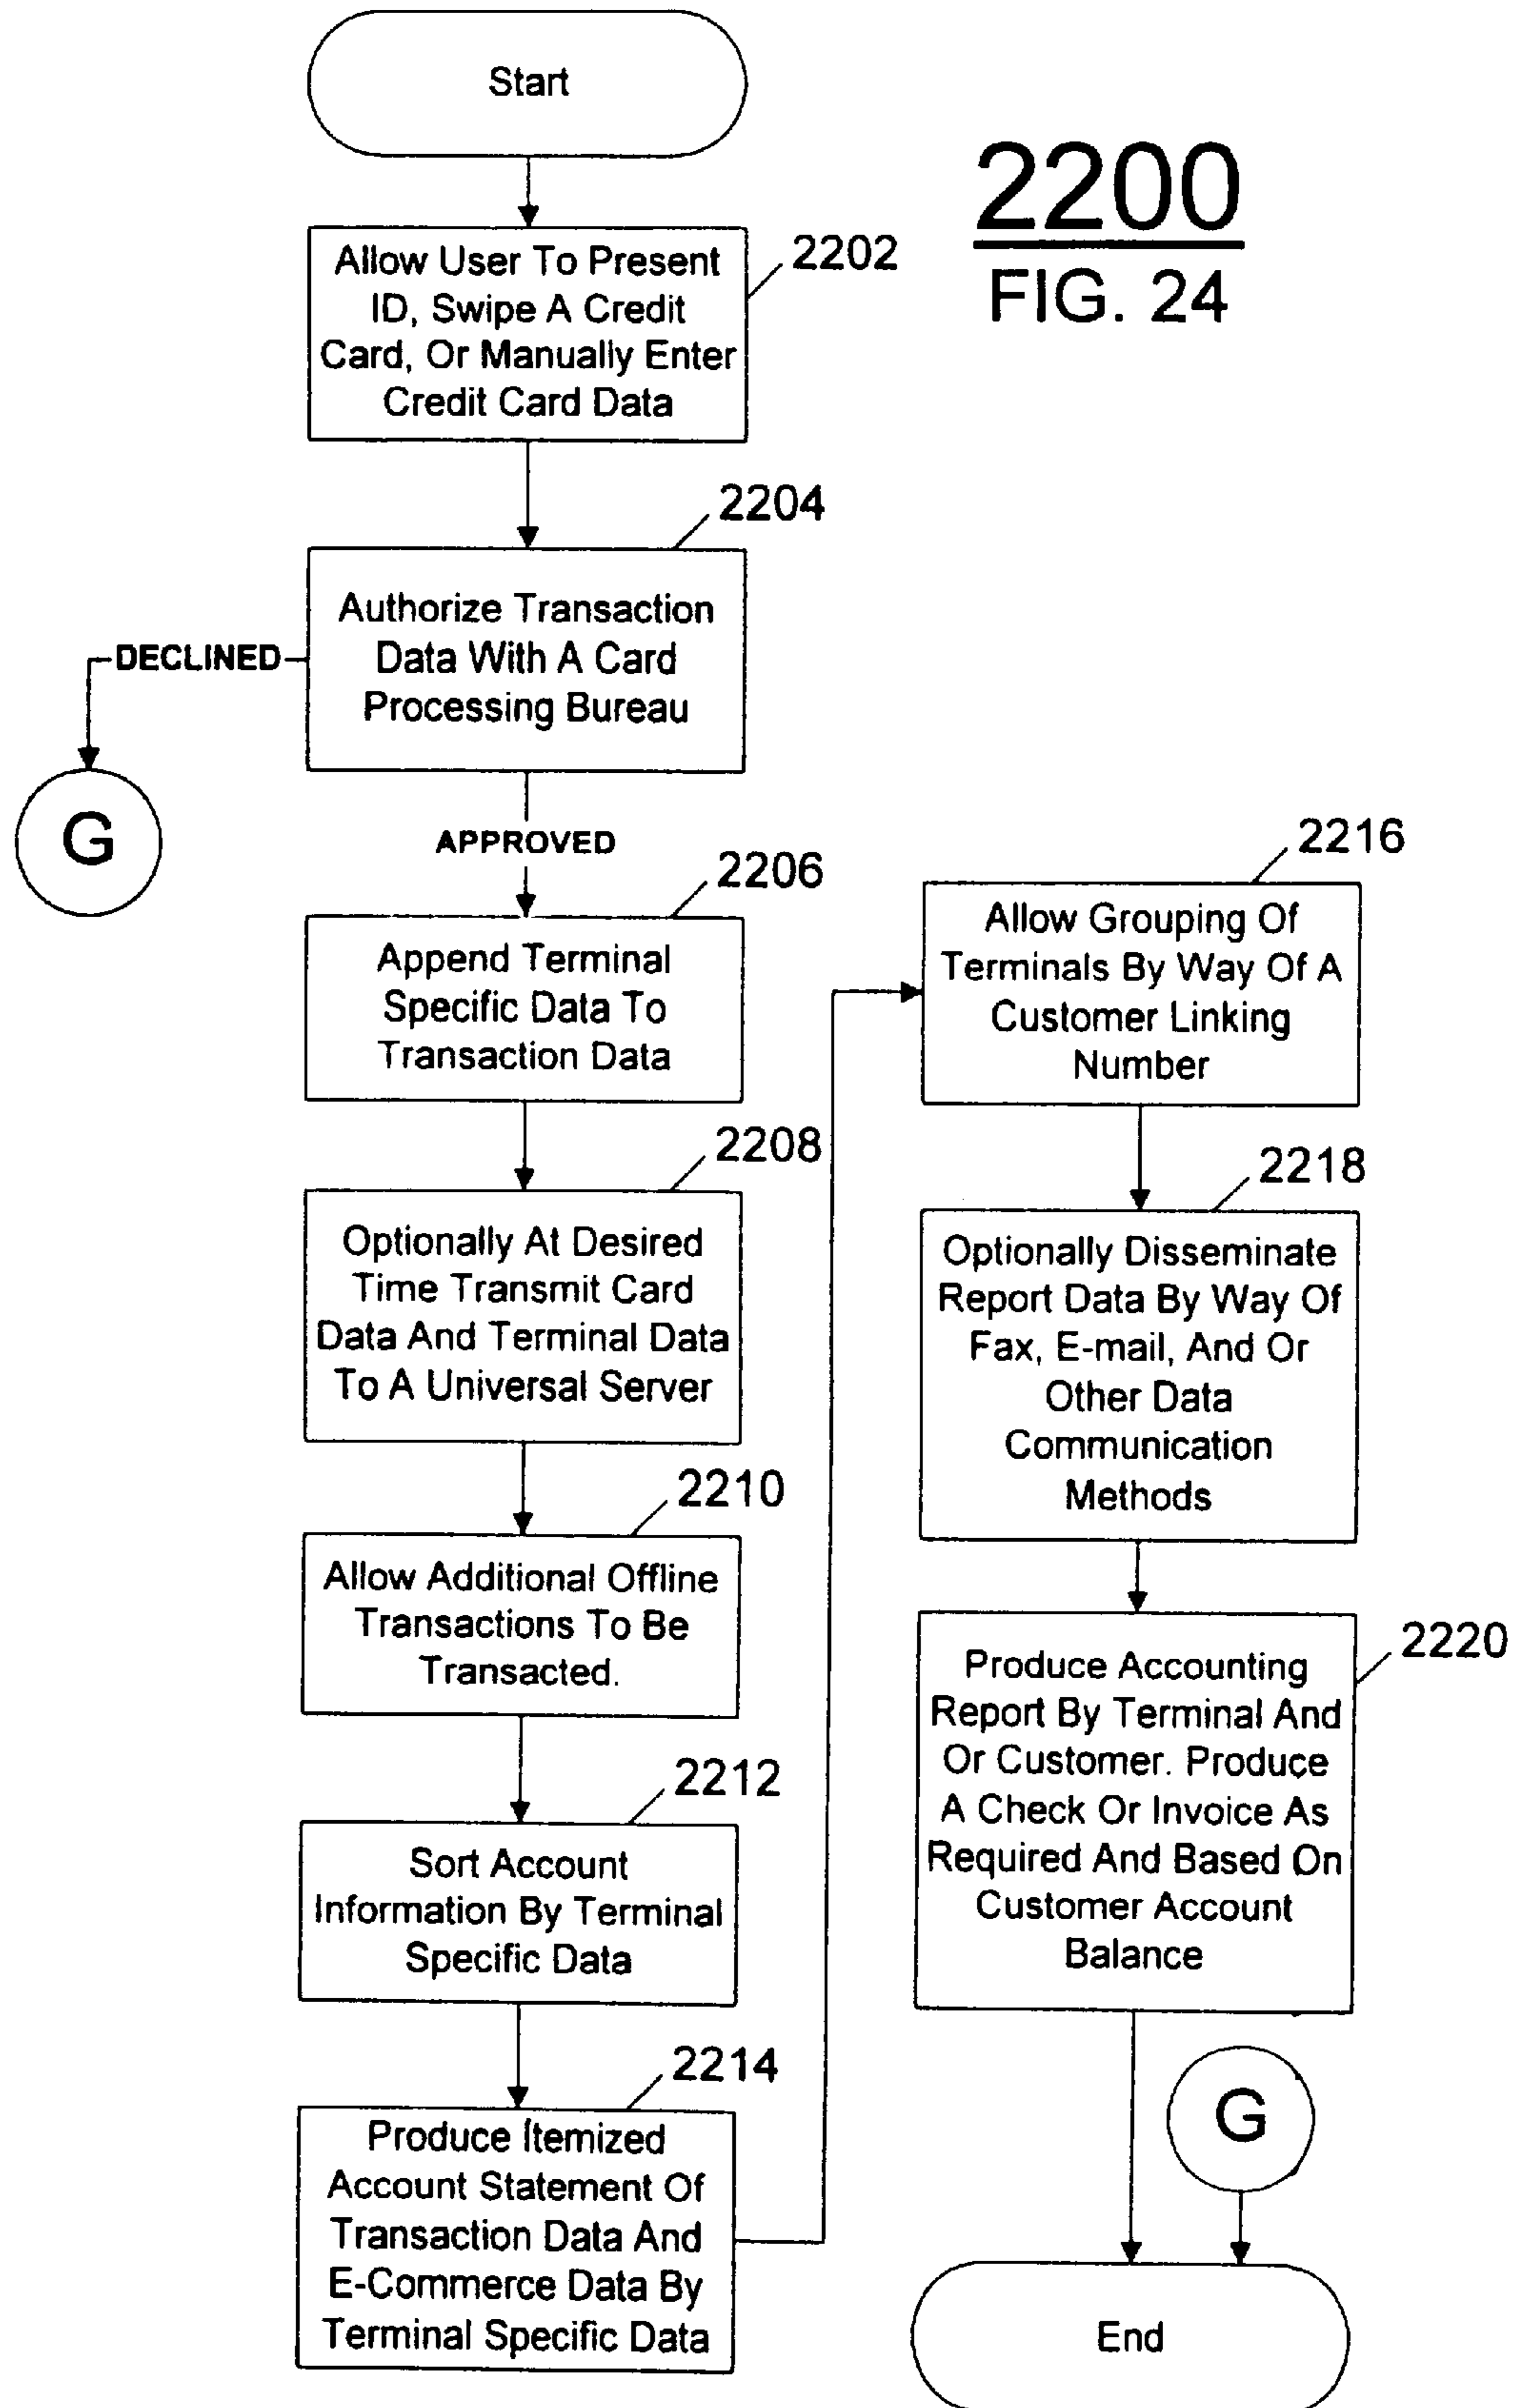 Start
2200
FIG. 24
2202
Allow User To Present
ID, Swipe A Credit
Card, Or Manually Enter
Credit Card Data
2204
Authorize Transaction
Data With A Card
Processing Bureau
DECLINED
G
APPROVED
2206
Append Terminal
Specific Data To
Transaction Data
2208
Optionally At Desired
Time Transmit Card
Data And Terminal Data
To A Universal Server
2210
Allow Additional Offline
Transactions To Be
Transacted.
2212
Sort Account
Information By Terminal
Specific Data
2214
Produce Itemized
Account Statement Of
Transaction Data And
E-Commerce Data By
Terminal Specific Data
2216
Allow Grouping Of
Terminals By Way Of A
Customer Linking
Number
2218
Optionally Disseminate
Report Data By Way Of
Fax, E-mail, And Or
Other Data
Communication
Methods
2220
Produce Accounting
Report By Terminal And
Or Customer. Produce
A Check Or Invoice As
Required And Based On
Customer Account
Balance
G
End